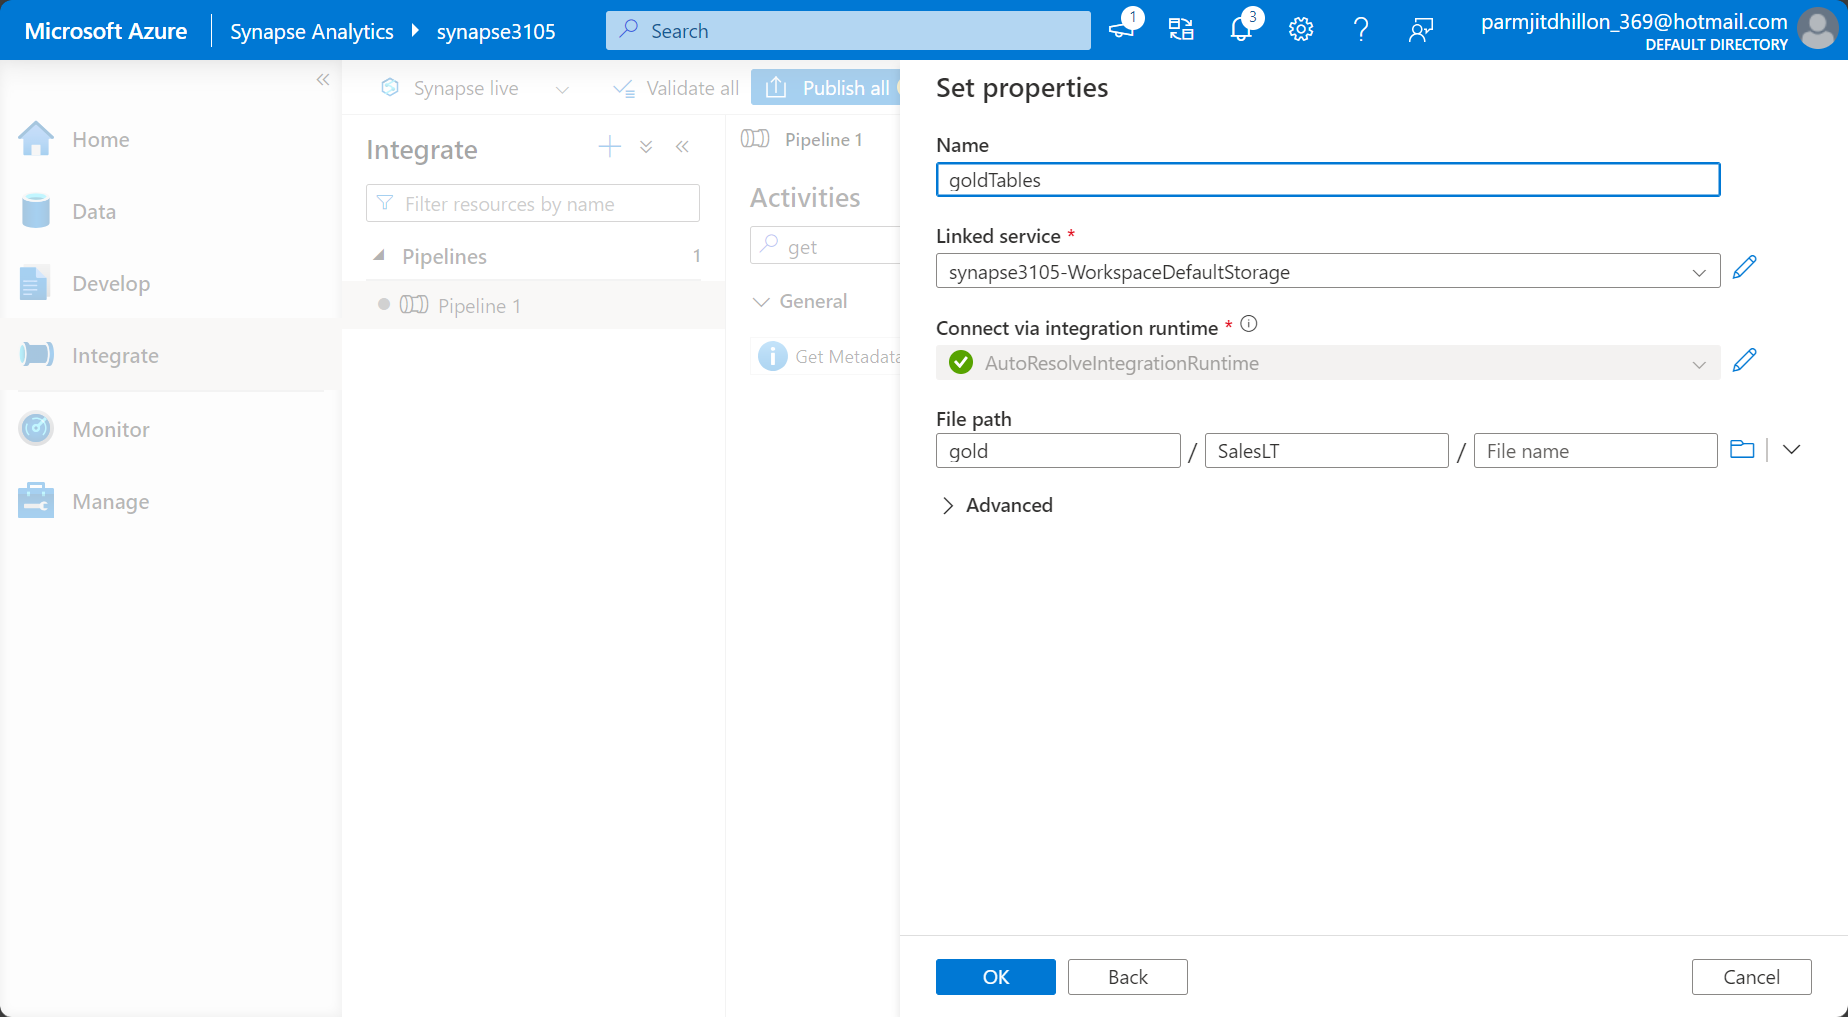 Microsoft Azure
Synapse Analytics
synapse3105
Search
1
3
parmjitdhillon_369@hotmail.com
DEFAULT DIRECTORY
Home
Data
Develop
Integrate
Monitor
Manage
Synapse live
Validate all
Publish all
Integrate
Filter resources by name
Pipelines
1
Pipeline 1
Pipeline 1
Activities
get
General
Get Metadata
Set properties
Name
goldTables
Linked service *
synapse3105-WorkspaceDefaultStorage
Connect via integration runtime *
AutoResolveIntegrationRuntime
File path
gold / SalesLT / File name
Advanced
OK
Back
Cancel